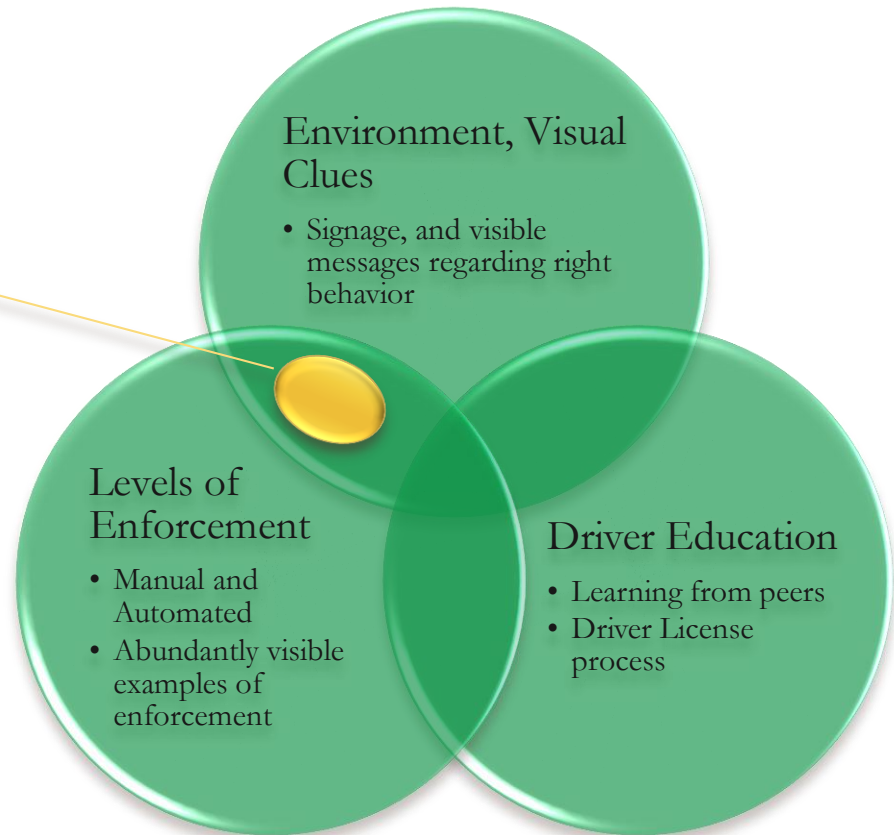 Environment, Visual
Clues
• Signage, and visible
messages regarding right
behavior
Levels of
Enforcement
• Manual and
Automated
• Abundantly visible
examples of
enforcement
Driver Education
• Learning from peers
• Driver License
process